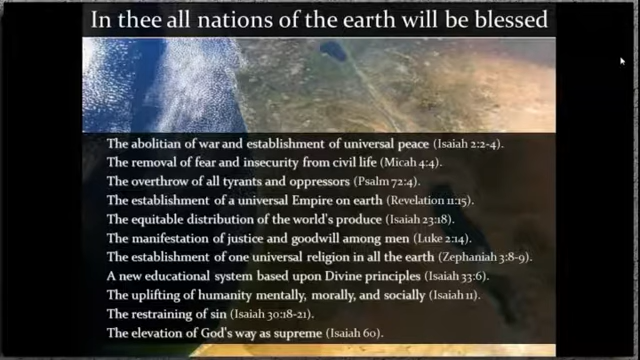 In thee all nations of the earth will be blessed
The abolitian of war and establishment of universal peace (Isaiah 2:2-4).
The removal of fear and insecurity from civil life (Micah 4:4).
The overthrow of all tyrants and oppressors (Psalm 72:4).
The establishment of a universal Empire on earth (Revelation 11:15).
The equitable distribution of the world's produce (Isaiah 23:18).
The manifestation of justice and goodwill among men (Luke 2:14).
The establishment of one universal religion in all the earth (Zephaniah 3:8-9).
A new educational system based upon Divine principles (Isaiah 33:6).
The uplifting of humanity mentally, morally, and socially (Isaiah 11).
The restraining of sin (Isaiah 30:18-21).
The elevation of God's way as supreme (Isaiah 60).